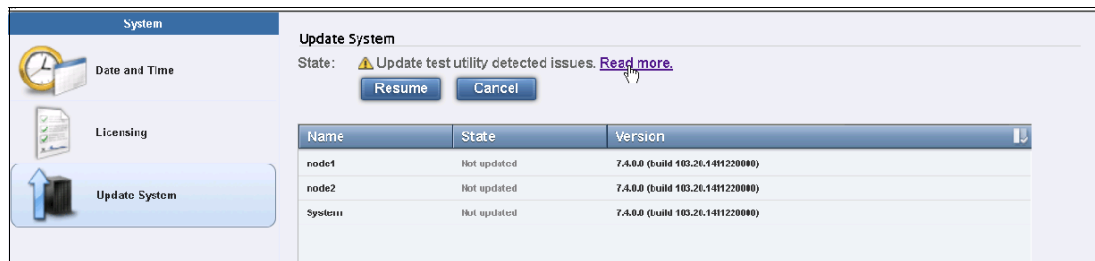 System
Date and Time
Licensing
Update System
Update System
State: Update test utility detected issues. Read more.
Resume Cancel
Name State Version
node1 Not updated 7.4.0.0 (build 103.20.1411220000)
node2 Not updated 7.4.0.0 (build 103.20.1411220000)
System Not updated 7.4.0.0 (build 103.20.1411220000)